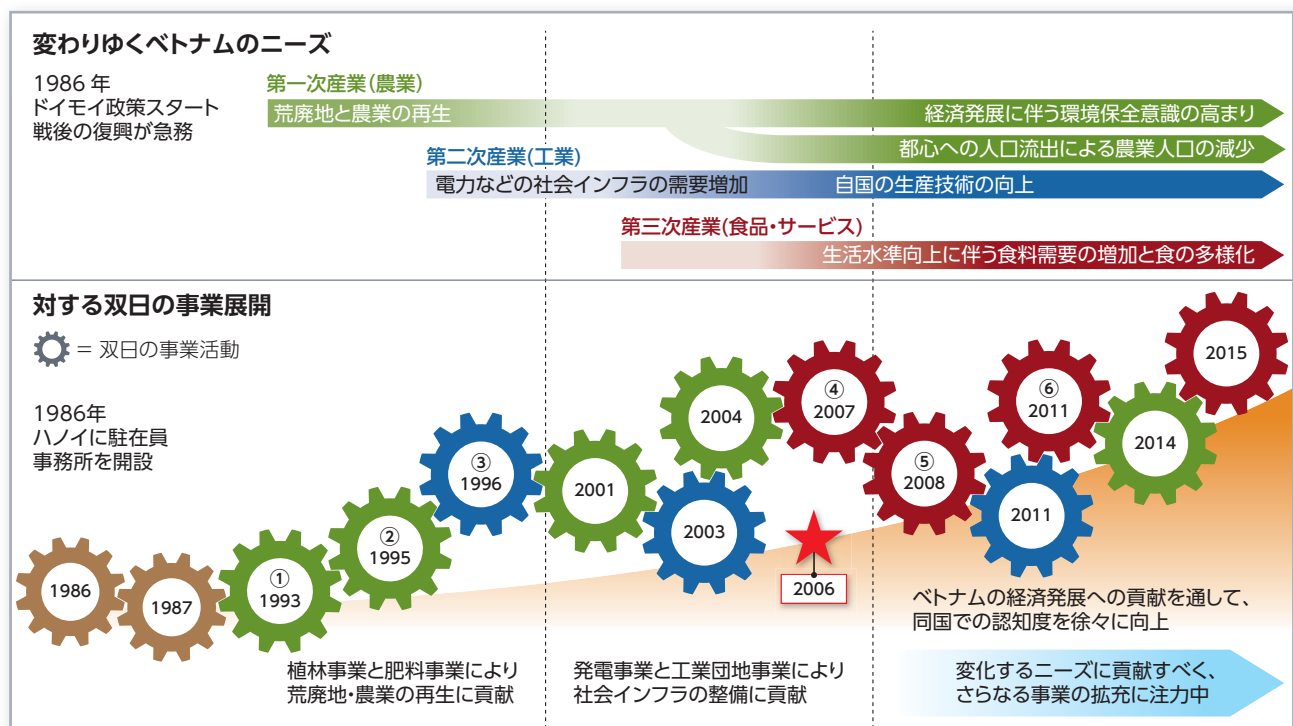 変わりゆくベトナムのニーズ
1986 年
ドイモイ政策スタート
戦後の復興が急務
第一次産業(農業)
荒廃地と農業の再生
経済発展に伴う環境保全意識の高まり
都心への人口流出による農業人口の減少
第二次産業(工業)
電力などの社会インフラの需要増加
自国の生産技術の向上
第三次産業(食品・サービス)
生活水準向上に伴う食料需要の増加と食の多様化
対する双日の事業展開
= 双日の事業活動
1986年
ハノイに駐在員
事務所を開設
1986
1987
①
1993
②
1995
③
1996
2001
2004
2003
④
2007
2006
⑤
2008
⑥
2011
2011
2014
2015
植林事業と肥料事業により
荒廃地・農業の再生に貢献
発電事業と工業団地事業により
社会インフラの整備に貢献
ベトナムの経済発展への貢献を通して、
同国での認知度を徐々に向上
変化するニーズに貢献すべく、
さらなる事業の拡充に注力中